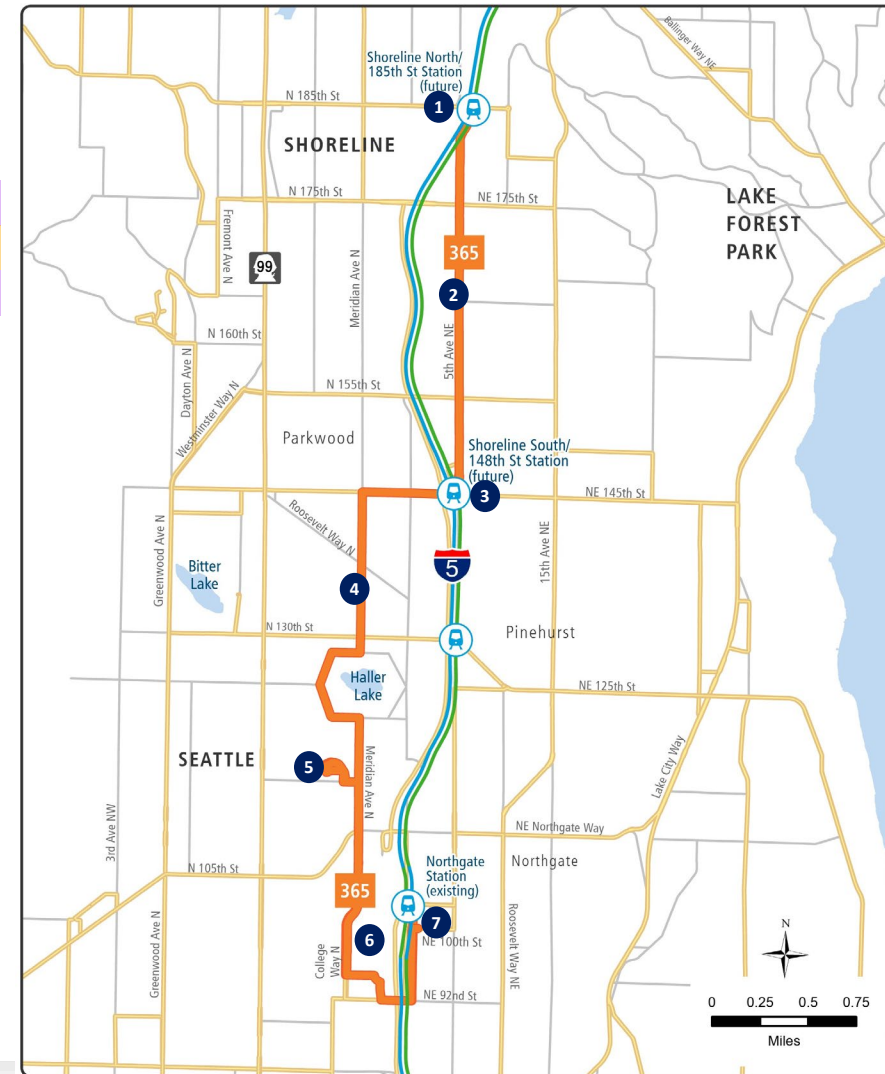 Ballinger Way NE
Shoreline North/
185th St Station
(future)
1
N 185th St
SHORELINE
N 175th St
NE 175th St
LAKE
FOREST
PARK
Fremont Ave N
99
Meridian Ave N
365
2
N 160th St
5th Ave NE
Dayton Ave N
Westminster Way N
N 155th St
Parkwood
Shoreline South/
148th St Station
(future)
3
NE 145th St
Roosevelt Way N
Greenwood Ave N
15th Ave NE
5
Bitter
Lake
4
N 130th St
Pinehurst
Haller
Lake
NE 125th St
SEATTLE
5
Meridian Ave N
Lake City Way
3rd Ave NW
NE Northgate Way
N 105th St
Northgate
Station
(existing)
Northgate
365
7
6
NE 100th St
Greenwood Ave N
College
Way N
Roosevelt Way NE
NE 92nd St
N
0 0.25 0.5 0.75
Miles